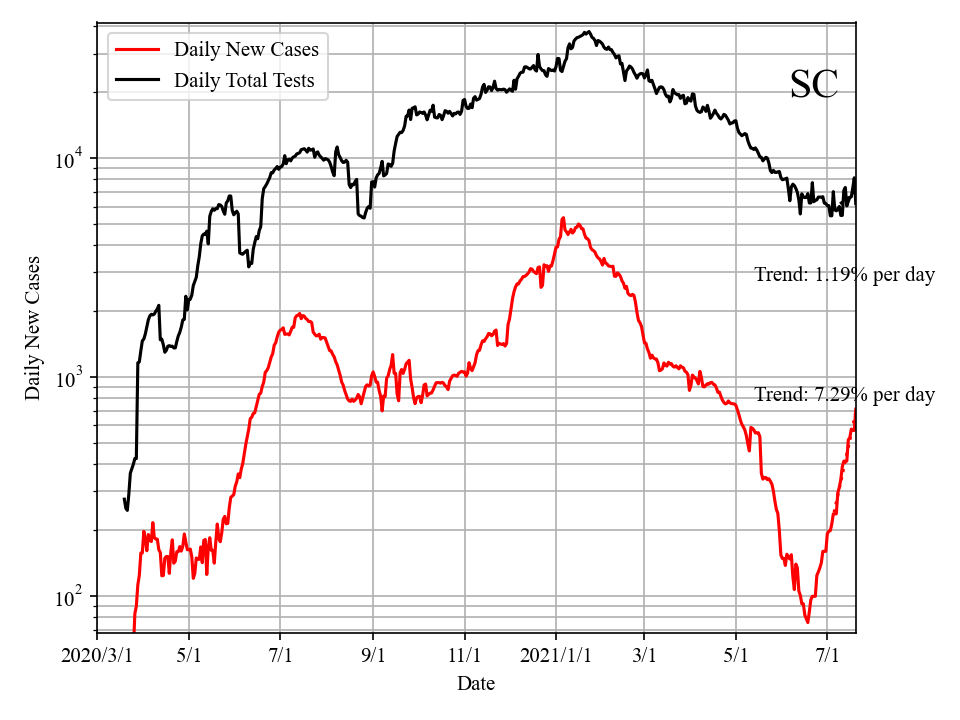 Daily New Cases
Daily Total Tests
SC
Daily New Cases
10^4
10^3
10^2
Trend: 1.19% per day
Trend: 7.29% per day
2020/3/1 5/1 7/1 9/1 11/1 2021/1/1 3/1 5/1 7/1
Date